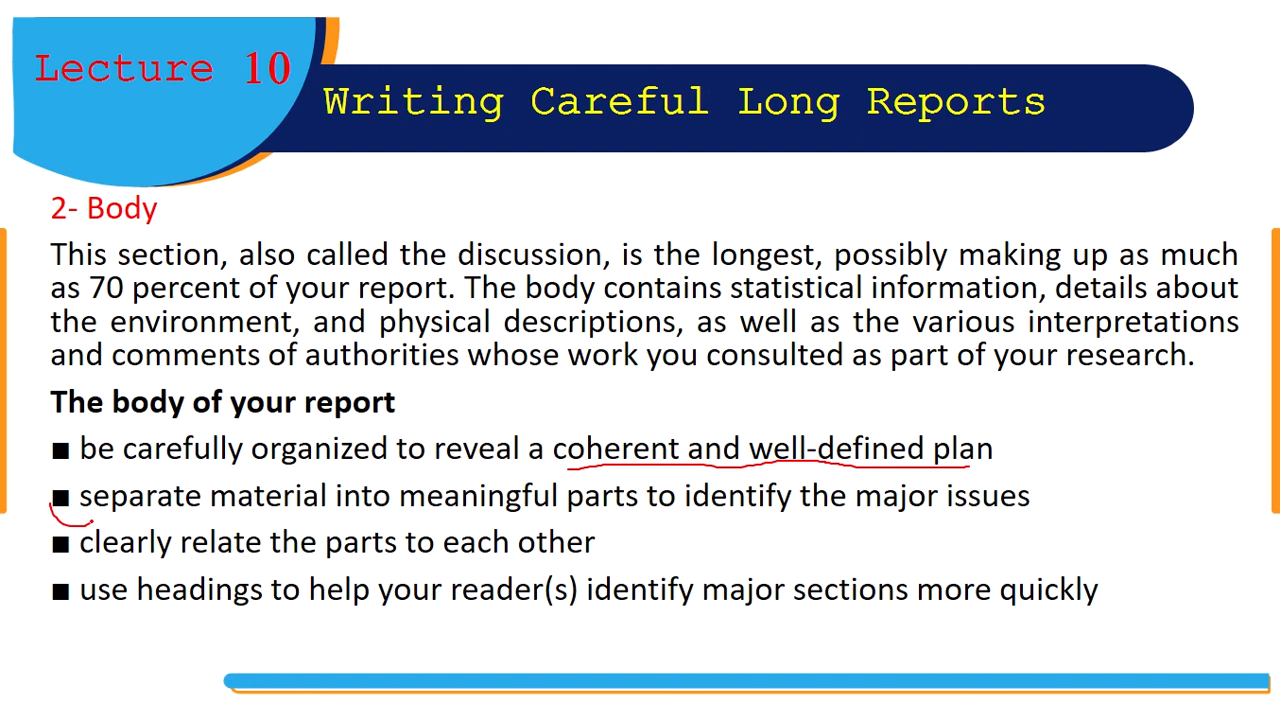 Lecture 10
Writing Careful Long Reports
2- Body
This section, also called the discussion, is the longest, possibly making up as much
as 70 percent of your report. The body contains statistical information, details about
the environment, and physical descriptions, as well as the various interpretations
and comments of authorities whose work you consulted as part of your research.
The body of your report
■ be carefully organized to reveal a coherent and well-defined plan
■ separate material into meaningful parts to identify the major issues
■ clearly relate the parts to each other
■ use headings to help your reader(s) identify major sections more quickly